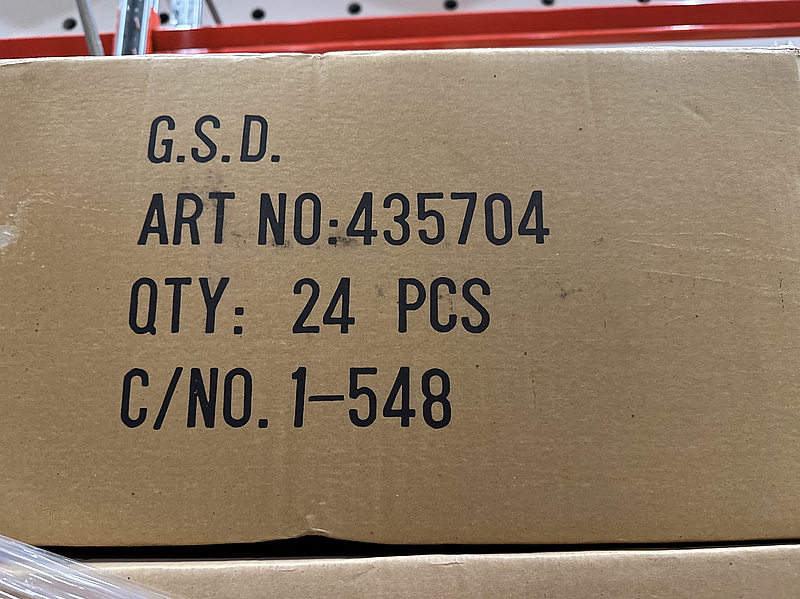 G.S.D.
ART NO:435704
QTY: 24 PCS
C/NO. 1-548